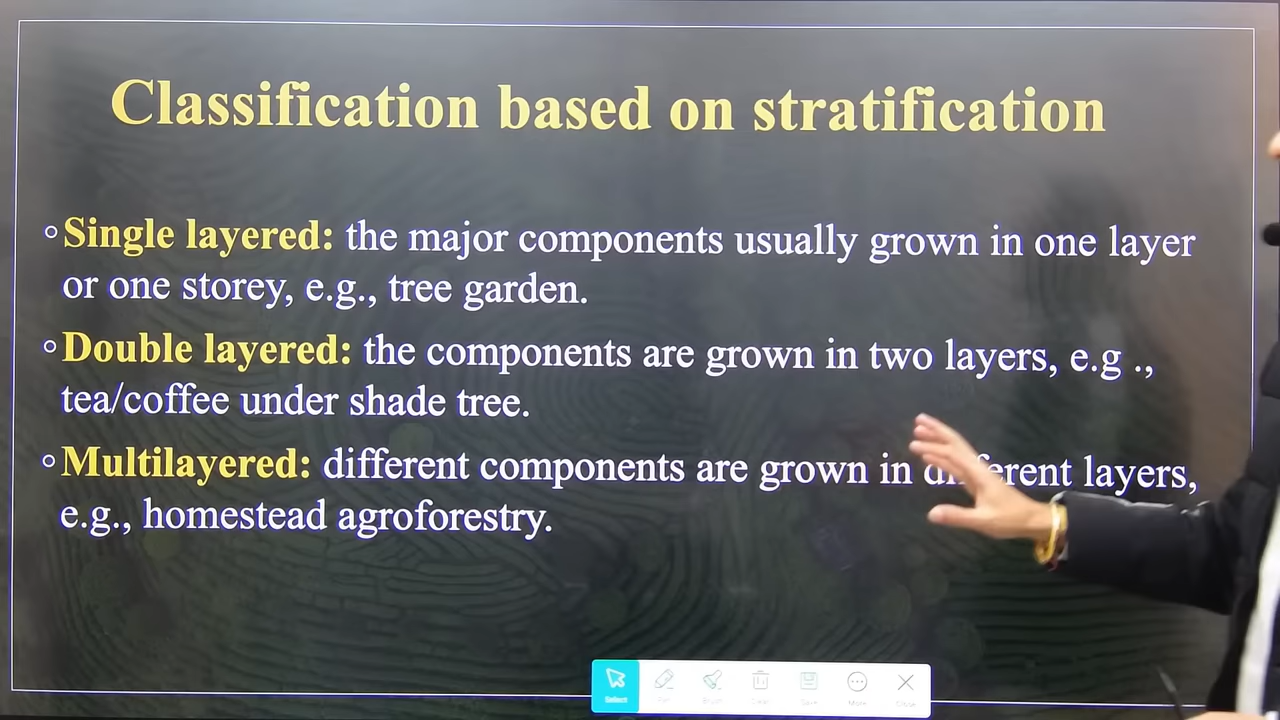 Classification based on stratification
Single layered: the major components usually grown in one layer
or one storey, e.g., tree garden.
Double layered: the components are grown in two layers, e.g .,
tea/coffee under shade tree.
Multilayered: different components are grown in different layers,
e.g., homestead agroforestry.
Select